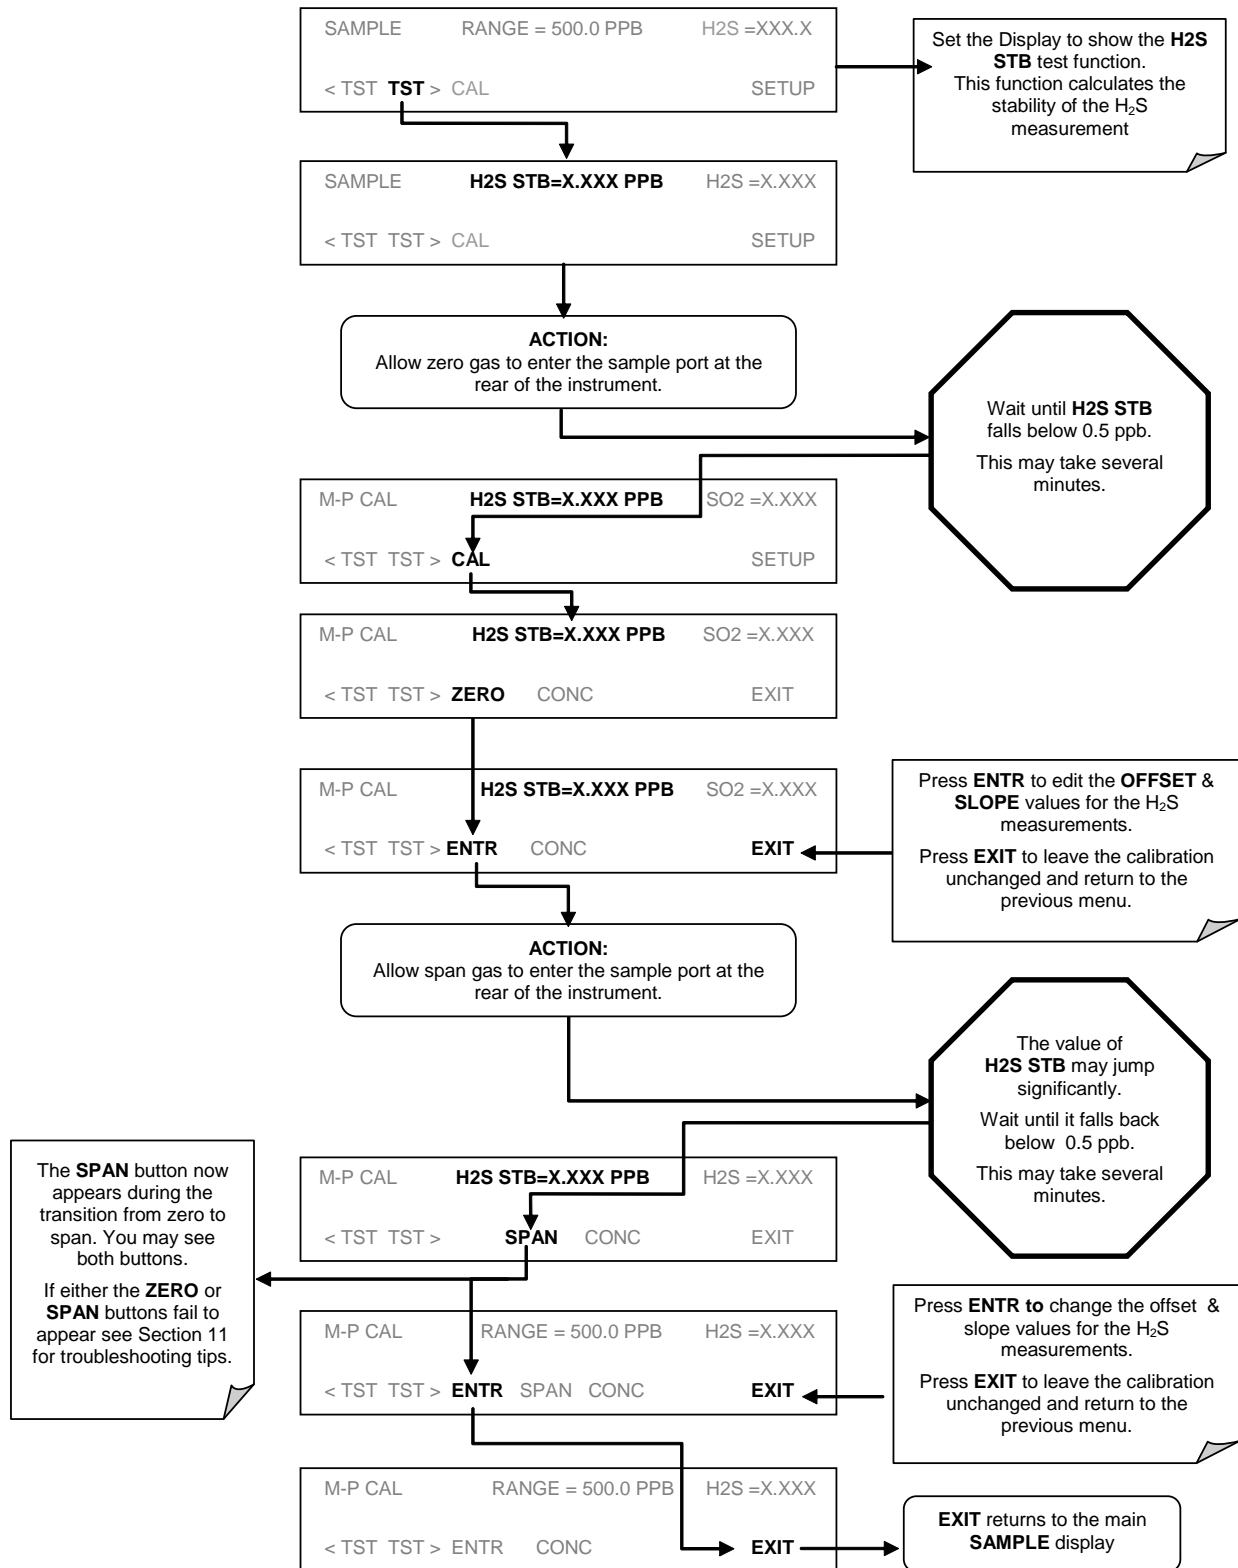 SAMPLE RANGE = 500.0 PPB H2S =XXX.X
< TST TST > CAL SETUP
Set the Display to show the H2S
STB test function.
This function calculates the
stability of the H₂S
measurement
SAMPLE H2S STB=X.XXX PPB H2S =X.XXX
< TST TST > CAL SETUP
ACTION:
Allow zero gas to enter the sample port at the
rear of the instrument.
Wait until H2S STB
falls below 0.5 ppb.
This may take several
minutes.
M-P CAL H2S STB=X.XXX PPB SO2 =X.XXX
< TST TST > CAL SETUP
M-P CAL H2S STB=X.XXX PPB SO2 =X.XXX
< TST TST > ZERO CONC EXIT
M-P CAL H2S STB=X.XXX PPB SO2 =X.XXX
< TST TST > ENTR CONC EXIT
Press ENTR to edit the OFFSET &
SLOPE values for the H₂S
measurements.
Press EXIT to leave the calibration
unchanged and return to the
previous menu.
ACTION:
Allow span gas to enter the sample port at the
rear of the instrument.
The value of
H2S STB may jump
significantly.
Wait until it falls back
below 0.5 ppb.
This may take several
minutes.
The SPAN button now
appears during the
transition from zero to
span. You may see
both buttons.
If either the ZERO or
SPAN buttons fail to
appear see Section 11
for troubleshooting tips.
M-P CAL H2S STB=X.XXX PPB H2S =X.XXX
< TST TST > SPAN CONC EXIT
M-P CAL RANGE = 500.0 PPB H2S =X.XXX
< TST TST > ENTR SPAN CONC EXIT
Press ENTR to change the offset &
slope values for the H₂S
measurements.
Press EXIT to leave the calibration
unchanged and return to the
previous menu.
M-P CAL RANGE = 500.0 PPB H2S =X.XXX
< TST TST > ENTR CONC EXIT
EXIT returns to the main
SAMPLE display